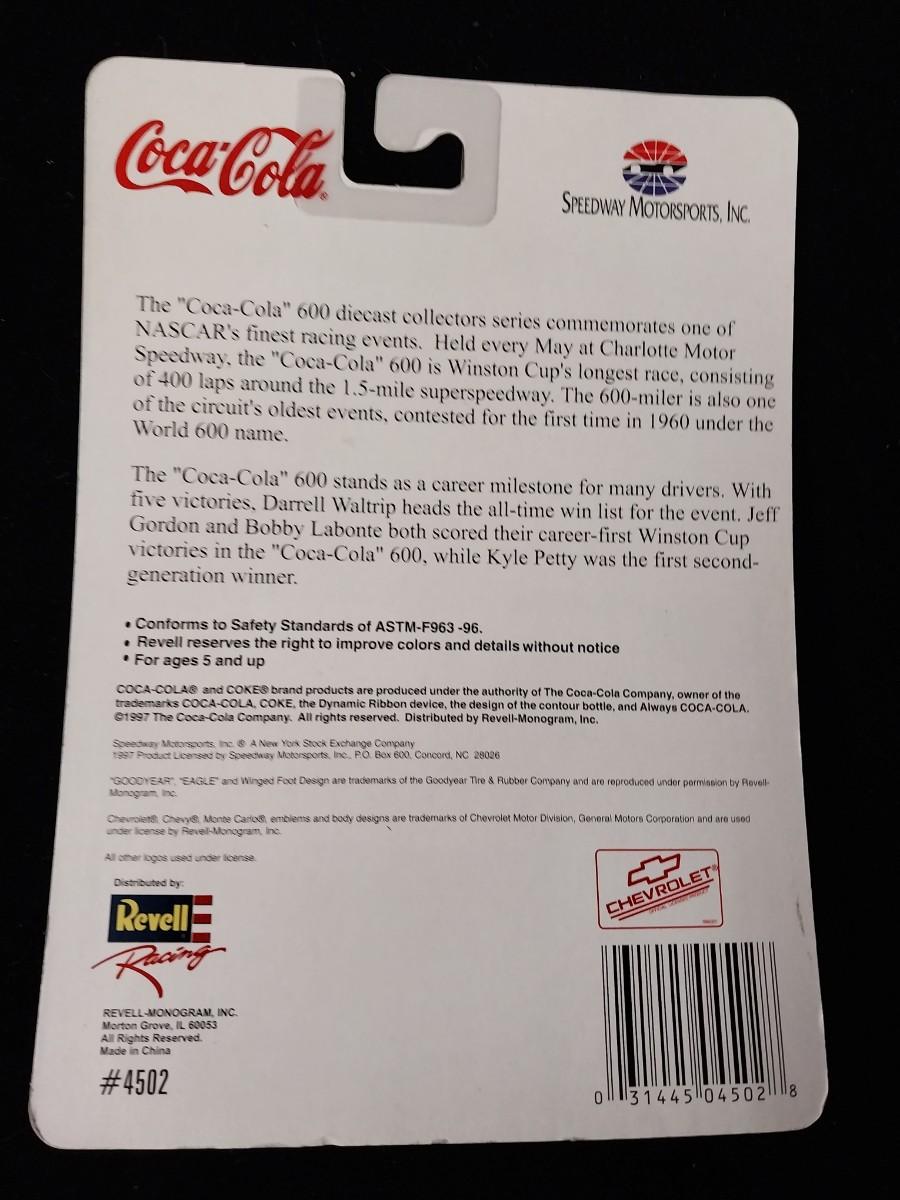 Coca-Cola®
SPEEDWAY MOTORSPORTS, INC.
The "Coca-Cola" 600 diecast collectors series commemorates one of
NASCAR's finest racing events. Held every May at Charlotte Motor
Speedway, the "Coca-Cola" 600 is Winston Cup's longest race, consisting
of 400 laps around the 1.5-mile superspeedway. The 600-miler is also one
of the circuit's oldest events, contested for the first time in 1960 under the
World 600 name.
The "Coca-Cola" 600 stands as a career milestone for many drivers. With
five victories, Darrell Waltrip heads the all-time win list for the event. Jeff
Gordon and Bobby Labonte both scored their career-first Winston Cup
victories in the "Coca-Cola" 600, while Kyle Petty was the first second-
generation winner.
• Conforms to Safety Standards of ASTM-F963 -96.
• Revell reserves the right to improve colors and details without notice
• For ages 5 and up
COCA-COLA® and COKE® brand products are produced under the authority of The Coca-Cola Company, owner of the
trademarks COCA-COLA, COKE, the Dynamic Ribbon device, the design of the contour bottle, and Always COCA-COLA.
©1997 The Coca-Cola Company. All rights reserved. Distributed by Revell-Monogram, Inc.
Speedway Motorsports, Inc. ® A New York Stock Exchange Company
1997 Product Licensed by Speedway Motorsports, Inc., P.O. Box 600, Concord, NC 28026
"GOODYEAR", "EAGLE" and Winged Foot Design are trademarks of the Goodyear Tire & Rubber Company and are reproduced under permission by Revell-
Monogram, Inc.
Chevrolet®, Chevy®, Monte Carlo®, emblems and body designs are trademarks of Chevrolet Motor Division, General Motors Corporation and are used
under license by Revell-Monogram, Inc.
All other logos used under license.
Distributed by:
Revell
Racing
CHEVROLET®
REVELL-MONOGRAM, INC.
Morton Grove, IL 60053
All Rights Reserved.
Made in China
#4502
0 31445 04502 8